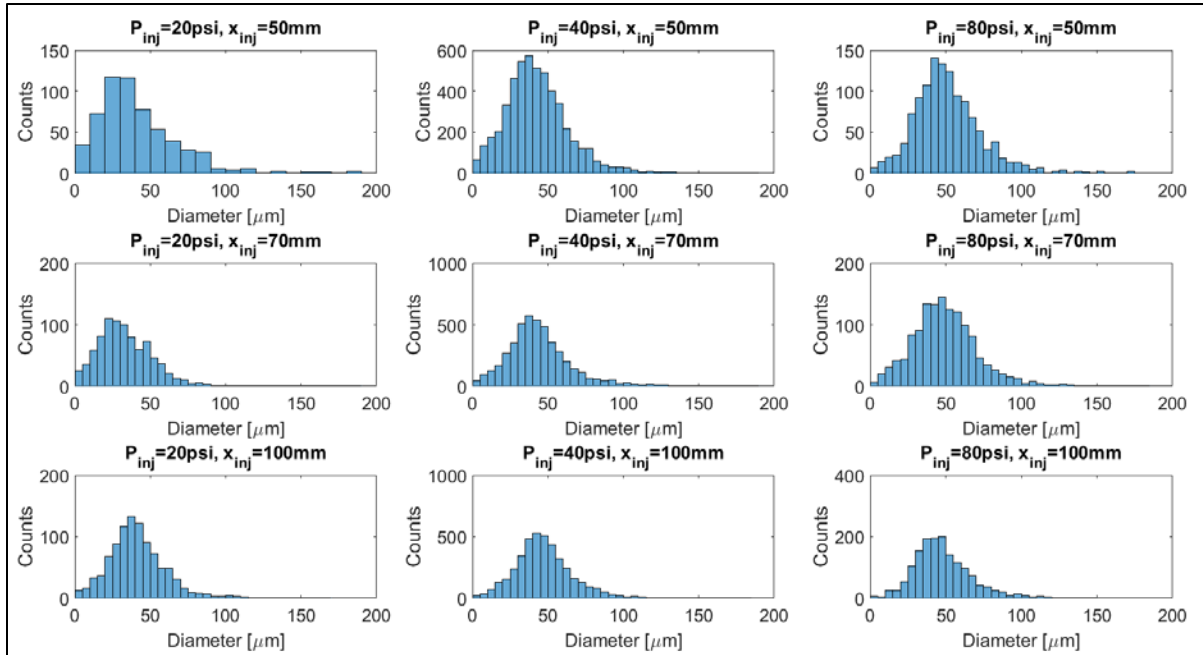 P_inj=20psi, x_inj=50mm
150
100
50
0
Counts
0 50 100 150 200
Diameter [μm]
P_inj=40psi, x_inj=50mm
600
400
200
0
Counts
0 50 100 150 200
Diameter [μm]
P_inj=80psi, x_inj=50mm
150
100
50
0
Counts
0 50 100 150 200
Diameter [μm]
P_inj=20psi, x_inj=70mm
200
100
0
Counts
0 50 100 150 200
Diameter [μm]
P_inj=40psi, x_inj=70mm
1000
500
0
Counts
0 50 100 150 200
Diameter [μm]
P_inj=80psi, x_inj=70mm
200
100
0
Counts
0 50 100 150 200
Diameter [μm]
P_inj=20psi, x_inj=100mm
200
100
0
Counts
0 50 100 150 200
Diameter [μm]
P_inj=40psi, x_inj=100mm
1000
500
0
Counts
0 50 100 150 200
Diameter [μm]
P_inj=80psi, x_inj=100mm
400
200
0
Counts
0 50 100 150 200
Diameter [μm]